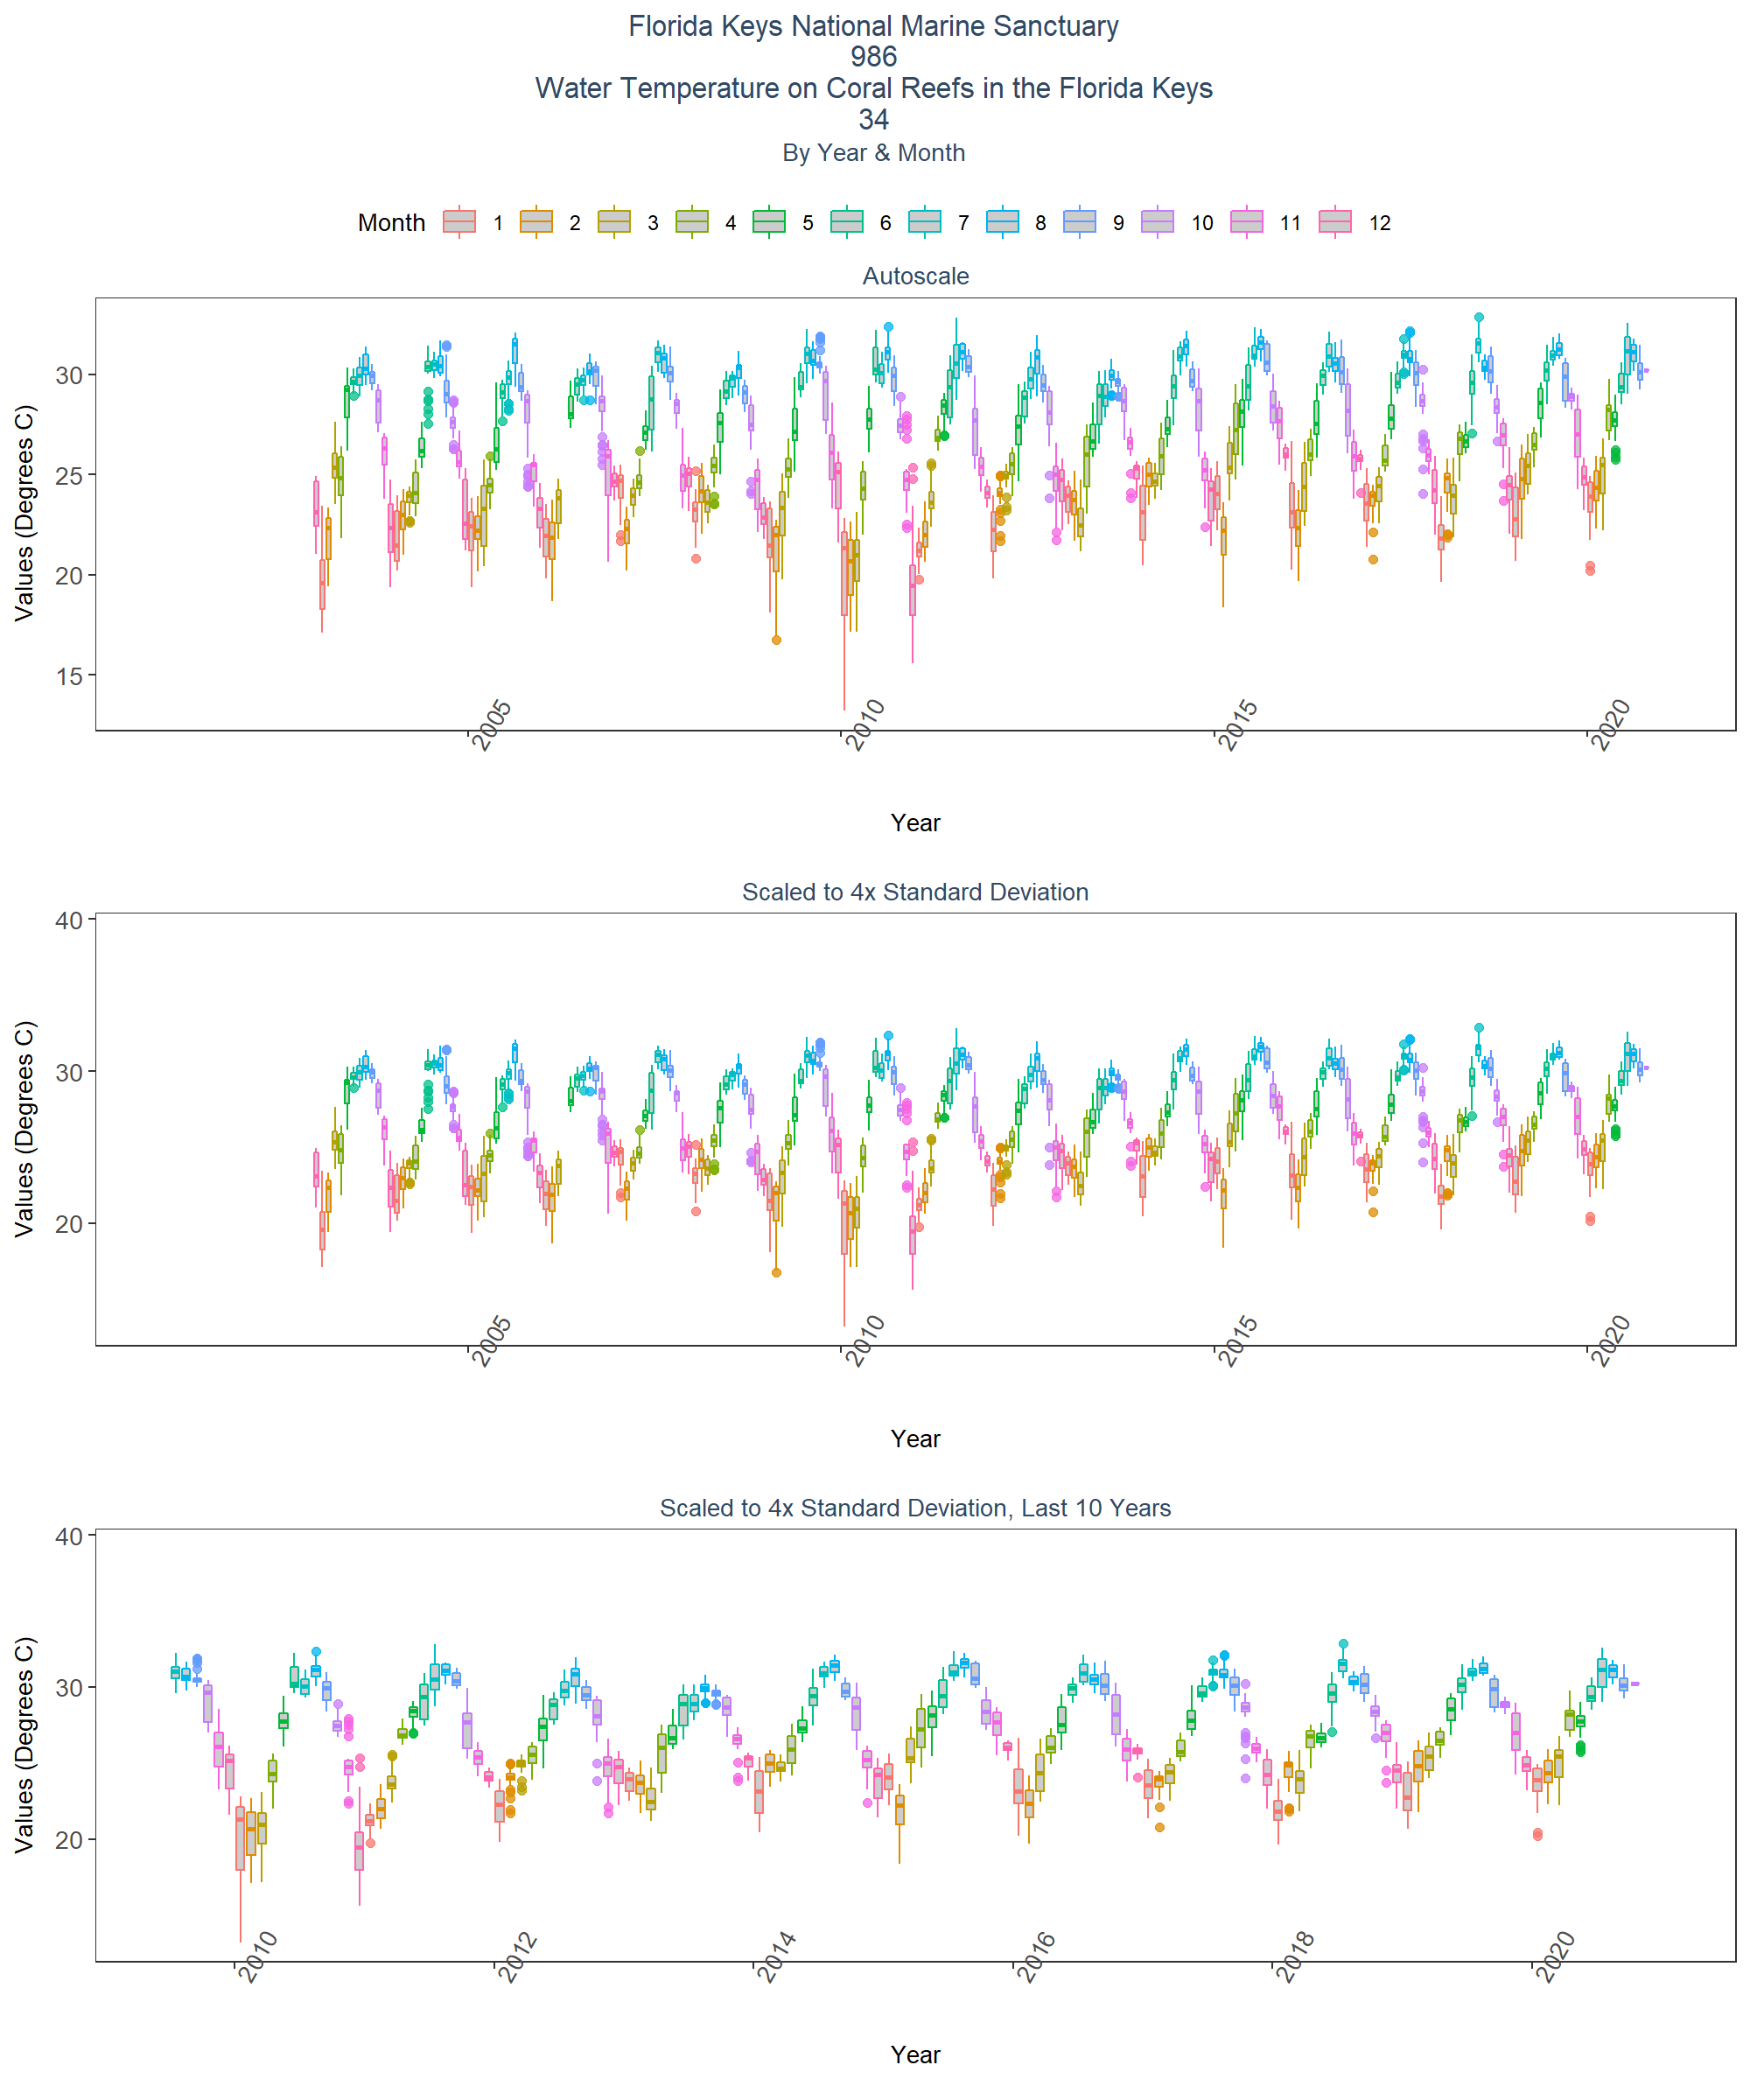 Florida Keys National Marine Sanctuary
986
Water Temperature on Coral Reefs in the Florida Keys
34
By Year & Month
Month 1 2 3 4 5 6 7 8 9 10 11 12
Autoscale
Values (Degrees C)
30
25
20
15
2005 2010 2015 2020
Year
Scaled to 4x Standard Deviation
Values (Degrees C)
40
30
20
2005 2010 2015 2020
Year
Scaled to 4x Standard Deviation, Last 10 Years
Values (Degrees C)
40
30
20
2010 2012 2014 2016 2018 2020
Year